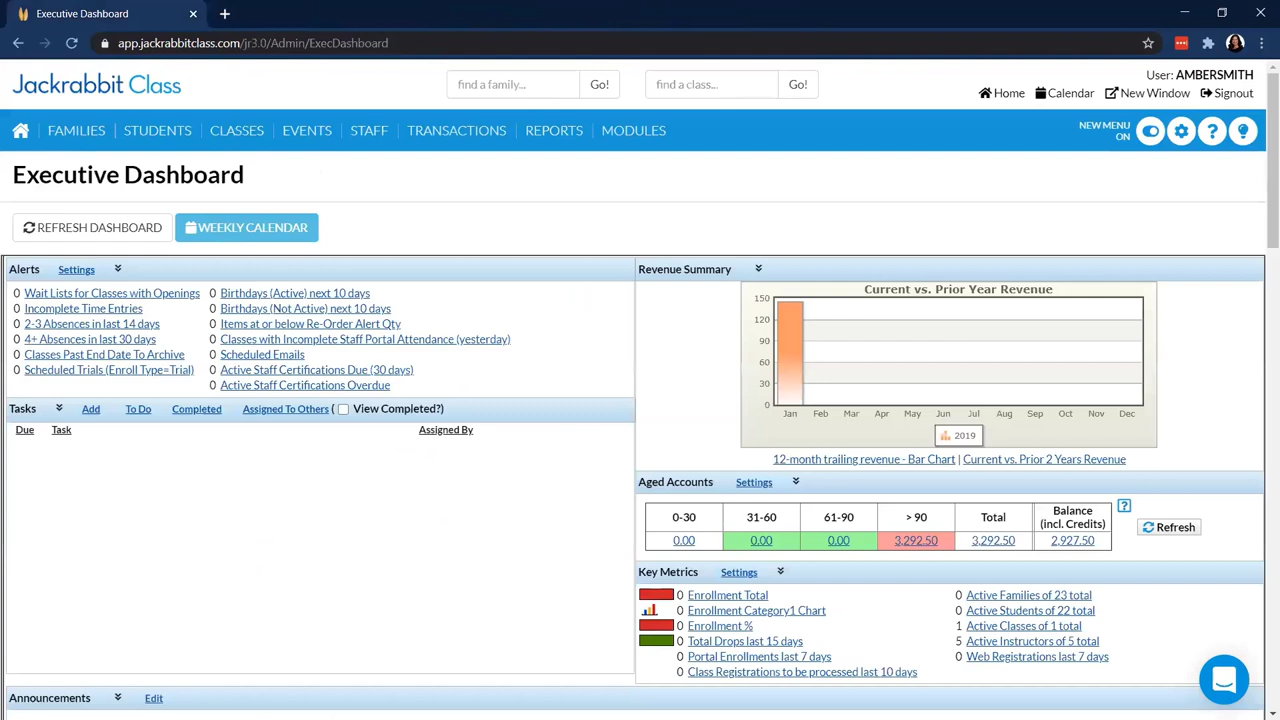 Executive Dashboard
app.jackrabbitclass.com/jr3.0/Admin/ExecDashboard
Jackrabbit Class
find a family...
Go!
find a class...
Go!
User: AMBERSMITH
Home
Calendar
New Window
Signout
FAMILIES
STUDENTS
CLASSES
EVENTS
STAFF
TRANSACTIONS
REPORTS
MODULES
NEW MENU
ON
Executive Dashboard
REFRESH DASHBOARD
WEEKLY CALENDAR
Alerts Settings
0 Wait Lists for Classes with Openings
0 Incomplete Time Entries
0 2-3 Absences in last 14 days
0 4+ Absences in last 30 days
0 Classes Past End Date To Archive
0 Scheduled Trials (Enroll Type=Trial)
0 Birthdays (Active) next 10 days
0 Birthdays (Not Active) next 10 days
0 Items at or below Re-Order Alert Qty
0 Classes with Incomplete Staff Portal Attendance (yesterday)
0 Scheduled Emails
0 Active Staff Certifications Due (30 days)
0 Active Staff Certifications Overdue
Tasks Add To Do Completed Assigned To Others ( View Completed?)
Due Task Assigned By
Announcements Edit
Revenue Summary
Current vs. Prior Year Revenue
150
120
90
60
30
0
Jan Feb Mar Apr May Jun Jul Aug Sep Oct Nov Dec
2019
12-month trailing revenue - Bar Chart | Current vs. Prior 2 Years Revenue
Aged Accounts Settings
0-30 31-60 61-90 > 90 Total Balance
(incl. Credits)
0.00 0.00 0.00 3,292.50 3,292.50 2,927.50
?
Refresh
Key Metrics Settings
0 Enrollment Total
0 Enrollment Category1 Chart
0 Enrollment %
0 Total Drops last 15 days
0 Portal Enrollments last 7 days
0 Class Registrations to be processed last 10 days
0 Active Families of 23 total
0 Active Students of 22 total
1 Active Classes of 1 total
5 Active Instructors of 5 total
0 Web Registrations last 7 days